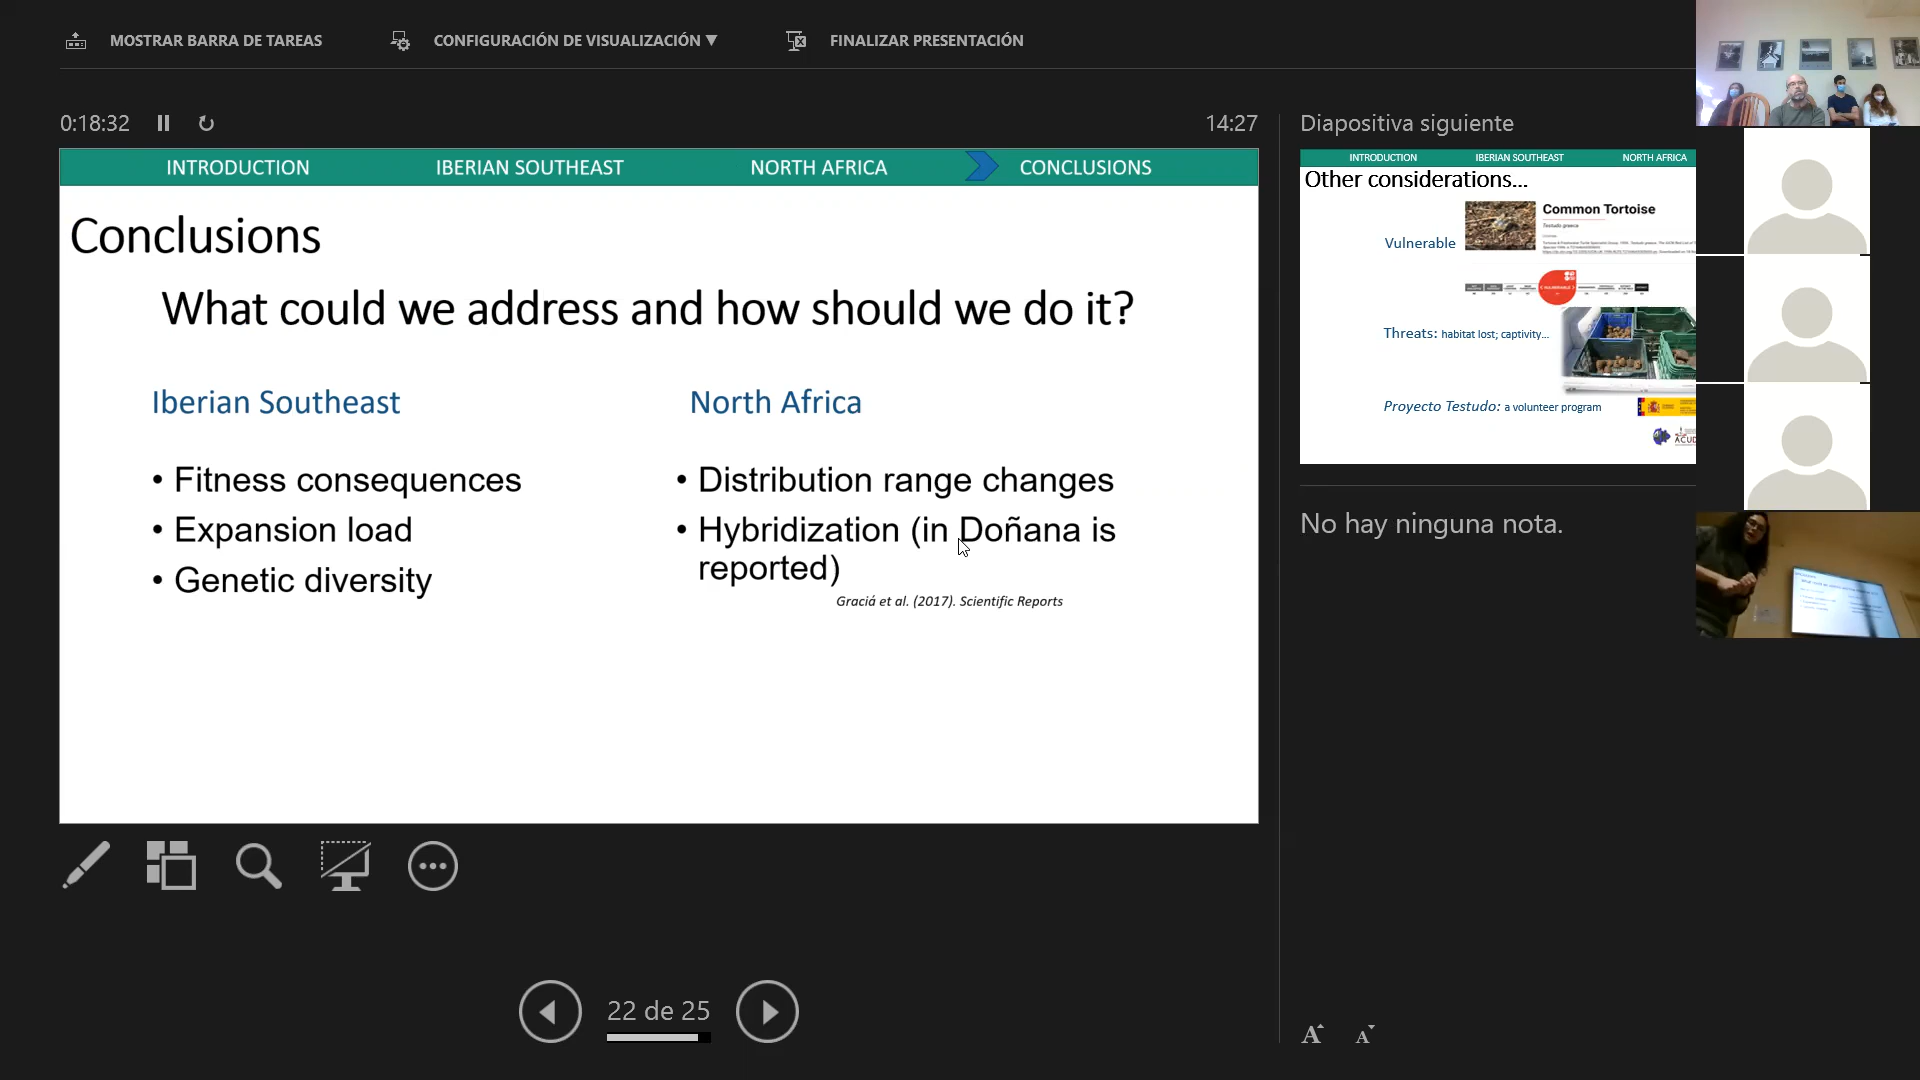 MOSTRAR BARRA DE TAREAS
CONFIGURACIÓN DE VISUALIZACIÓN ▼
FINALIZAR PRESENTACIÓN
0:18:32
14:27
INTRODUCTION
IBERIAN SOUTHEAST
NORTH AFRICA
CONCLUSIONS
Conclusions
What could we address and how should we do it?
Iberian Southeast
• Fitness consequences
• Expansion load
• Genetic diversity
North Africa
• Distribution range changes
• Hybridization (in Doñana is
reported)
Graciá et al. (2017). Scientific Reports
22 de 25
Diapositiva siguiente
INTRODUCTION
IBERIAN SOUTHEAST
NORTH AFRICA
Other considerations...
Common Tortoise
Testudo graeca
Vulnerable
VULNERABLE
Threats: habitat lost; captivity...
Proyecto Testudo: a volunteer program
No hay ninguna nota.